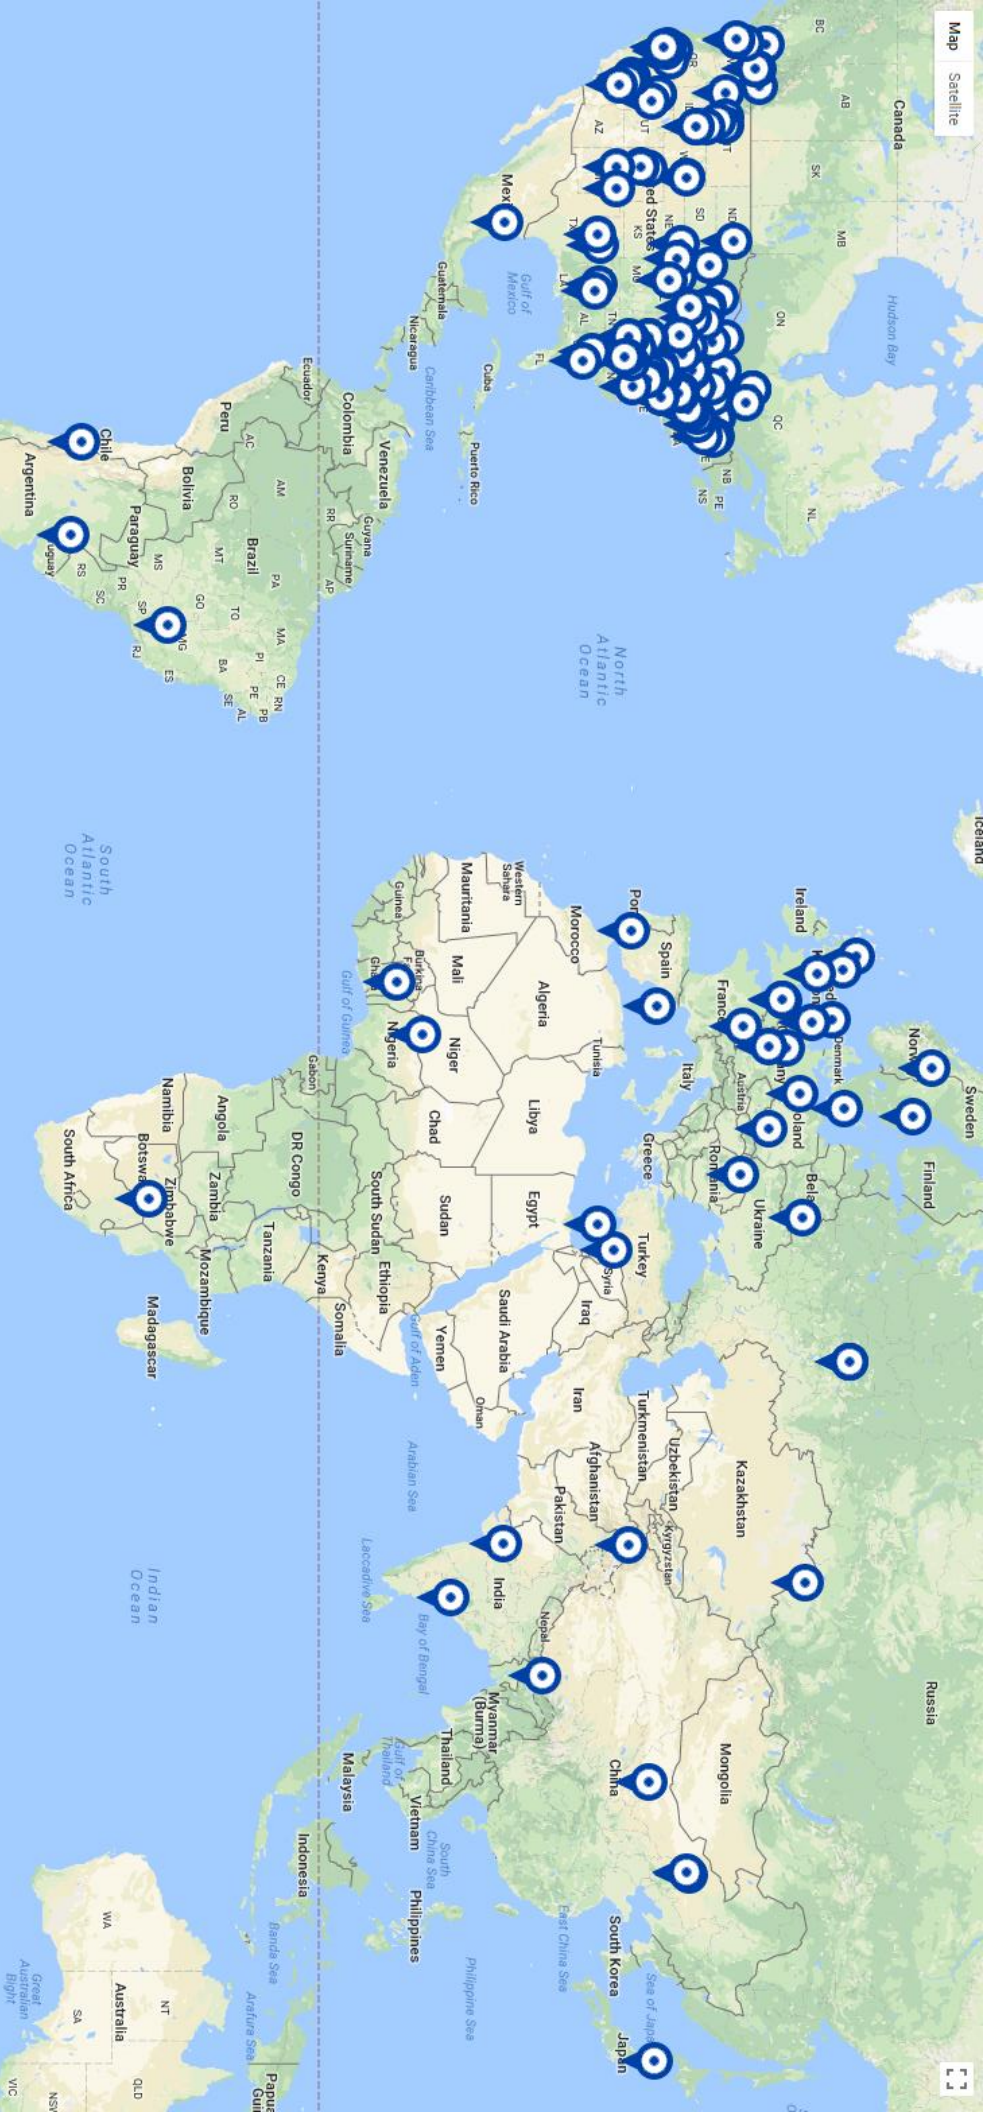 Map
Satellite
BC
AB
Canada
SK
MB
Hudson Bay
ON
QC
NL
NB
PE
NS
OR
UT
AZ
ND
SD
NE
KS
TX
LA
AL
TN
FL
Gulf of
Mexico
Guatemala
Nicaragua
Cuba
Caribbean Sea
Puerto Rico
Venezuela
Colombia
Ecuador
Guyana
Suriname
RR
AP
Peru
AC
AM
RO
Brazil
PA
MT
Bolivia
Chile
Argentina
Paraguay
MS
GO
TO
MA
PI
CE
RN
PB
PE
AL
SE
BA
ES
RJ
SP
PR
SC
RS
North
Atlantic
Ocean
South
Atlantic
Ocean
Iceland
Norw
Sweden
Finland
Ireland
Denmark
oland
Bela
Ukraine
France
Austria
Romania
Italy
Spain
Por
Greece
Turkey
Syria
Iraq
Iran
Morocco
Algeria
Tunisia
Libya
Egypt
Western
Sahara
Mauritania
Mali
Niger
Chad
Sudan
Guinea
Burkina
Gha
Nigeria
Gulf of Guinea
South Sudan
Ethiopia
Somalia
Kenya
Gabon
DR Congo
Tanzania
Angola
Zambia
Namibia
Botswa
Zimbabwe
Mozambique
Madagascar
South Africa
Saudi Arabia
Yemen
Oman
Gulf of Aden
Arabian Sea
Kazakhstan
Uzbekistan
Turkmenistan
Kyrgyzstan
Afghanistan
Pakistan
India
Nepal
Laccadive Sea
Bay of Bengal
Indian
Ocean
Russia
Mongolia
China
Myanmar
(Burma)
Thailand
Gulf of
Thailand
Vietnam
Malaysia
South
China Sea
Philippines
Indonesia
Philippine Sea
East China Sea
South Korea
Sea of Japa
Japan
Banda Sea
Arafura Sea
Papua
Gui
WA
NT
Australia
SA
QLD
NSW
VIC
Great
Australian
Bight